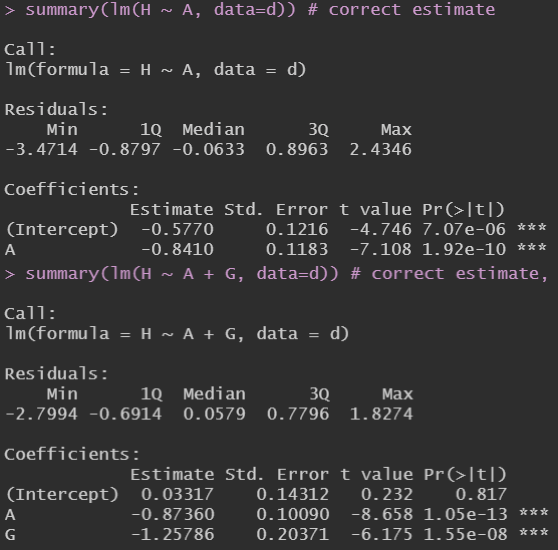 > summary(lm(H ~ A, data=d)) # correct estimate
Call:
lm(formula = H ~ A, data = d)
Residuals:
    Min      1Q  Median      3Q     Max
-3.4714 -0.8797 -0.0633  0.8963  2.4346
Coefficients:
            Estimate Std. Error t value Pr(>|t|)
(Intercept)  -0.5770     0.1216  -4.746 7.07e-06 ***
A            -0.8410     0.1183  -7.108 1.92e-10 ***
> summary(lm(H ~ A + G, data=d)) # correct estimate,
Call:
lm(formula = H ~ A + G, data = d)
Residuals:
    Min      1Q  Median      3Q     Max
-2.7994 -0.6914  0.0579  0.7796  1.8274
Coefficients:
            Estimate Std. Error t value Pr(>|t|)
(Intercept)  0.03317    0.14312   0.232    0.817
A           -0.87360    0.10090  -8.658 1.05e-13 ***
G           -1.25786    0.20371  -6.175 1.55e-08 ***